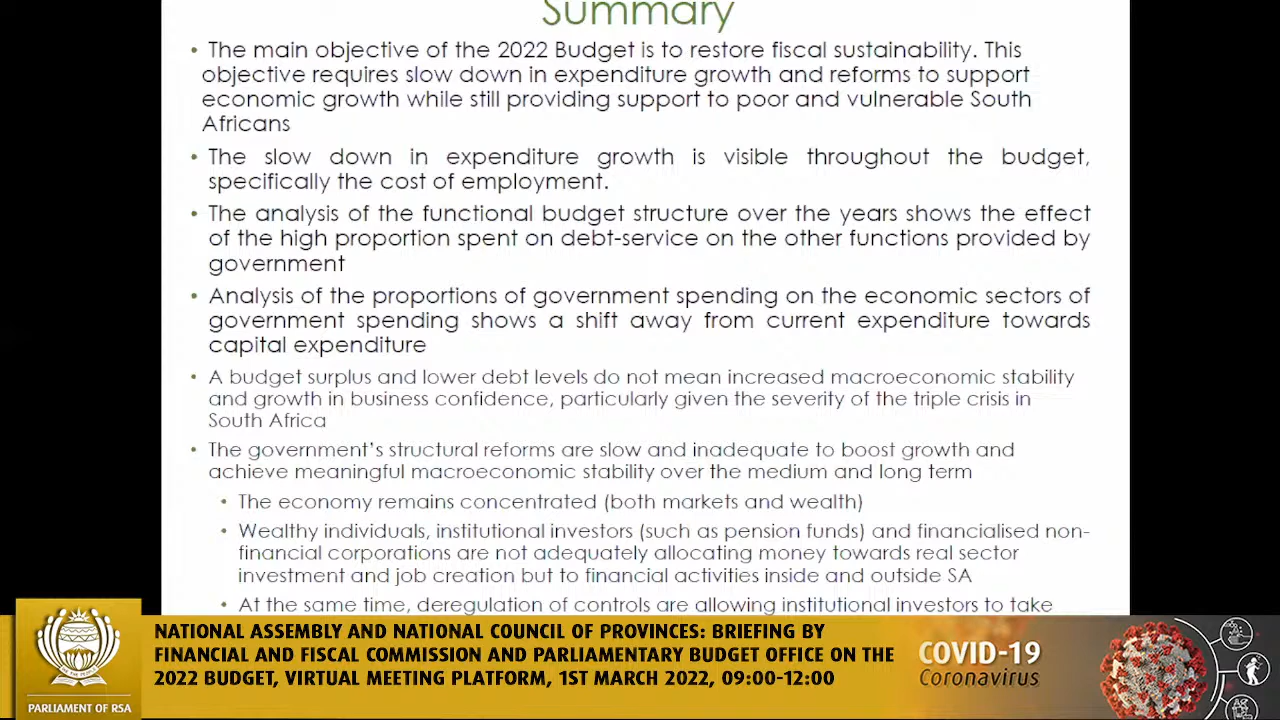 Summary
• The main objective of the 2022 Budget is to restore fiscal sustainability. This
objective requires slow down in expenditure growth and reforms to support
economic growth while still providing support to poor and vulnerable South
Africans
• The slow down in expenditure growth is visible throughout the budget,
specifically the cost of employment.
• The analysis of the functional budget structure over the years shows the effect
of the high proportion spent on debt-service on the other functions provided by
government
• Analysis of the proportions of government spending on the economic sectors of
government spending shows a shift away from current expenditure towards
capital expenditure
• A budget surplus and lower debt levels do not mean increased macroeconomic stability
and growth in business confidence, particularly given the severity of the triple crisis in
South Africa
• The government's structural reforms are slow and inadequate to boost growth and
achieve meaningful macroeconomic stability over the medium and long term
• The economy remains concentrated (both markets and wealth)
• Wealthy individuals, institutional investors (such as pension funds) and financialised non-
financial corporations are not adequately allocating money towards real sector
investment and job creation but to financial activities inside and outside SA
• At the same time, deregulation of controls are allowing institutional investors to take
NATIONAL ASSEMBLY AND NATIONAL COUNCIL OF PROVINCES: BRIEFING BY
FINANCIAL AND FISCAL COMMISSION AND PARLIAMENTARY BUDGET OFFICE ON THE
2022 BUDGET, VIRTUAL MEETING PLATFORM, 1ST MARCH 2022, 09:00-12:00
PARLIAMENT OF RSA
COVID-19
Coronavirus